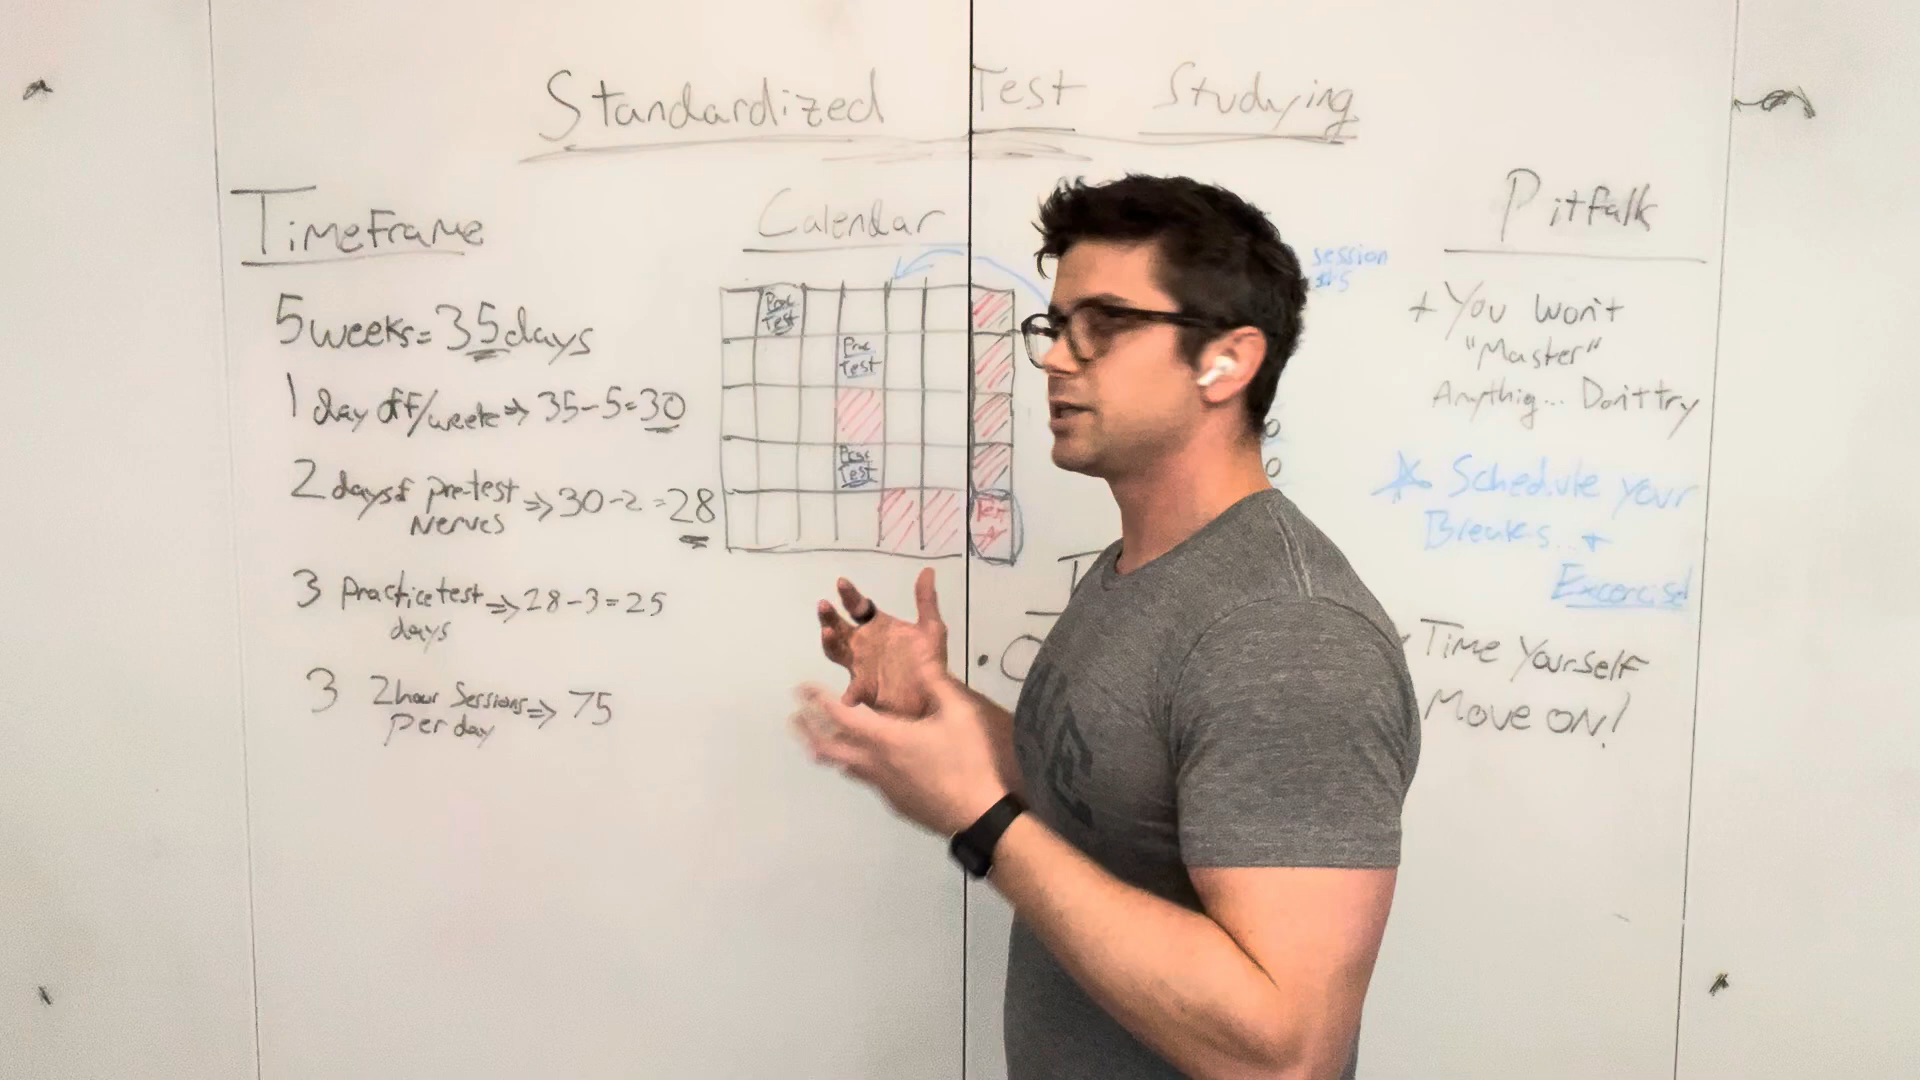 Standardized Test Studying
TimeFrame
5 weeks = 35 days
1 day off/week => 35-5=30
2 days of pre-test => 30-2=28
Nerves
3 Practice test => 28-3=25
days
3 2 hour Sessions => 75
Per day
Calendar
Prac
Test
Prac
Test
Prac
Test
Test
session
#5
Pitfalls
+ You won't
"Master"
Anythig... Don't try
Schedule your
Breaks... +
Excercise!
Time Yourself
Move ON!